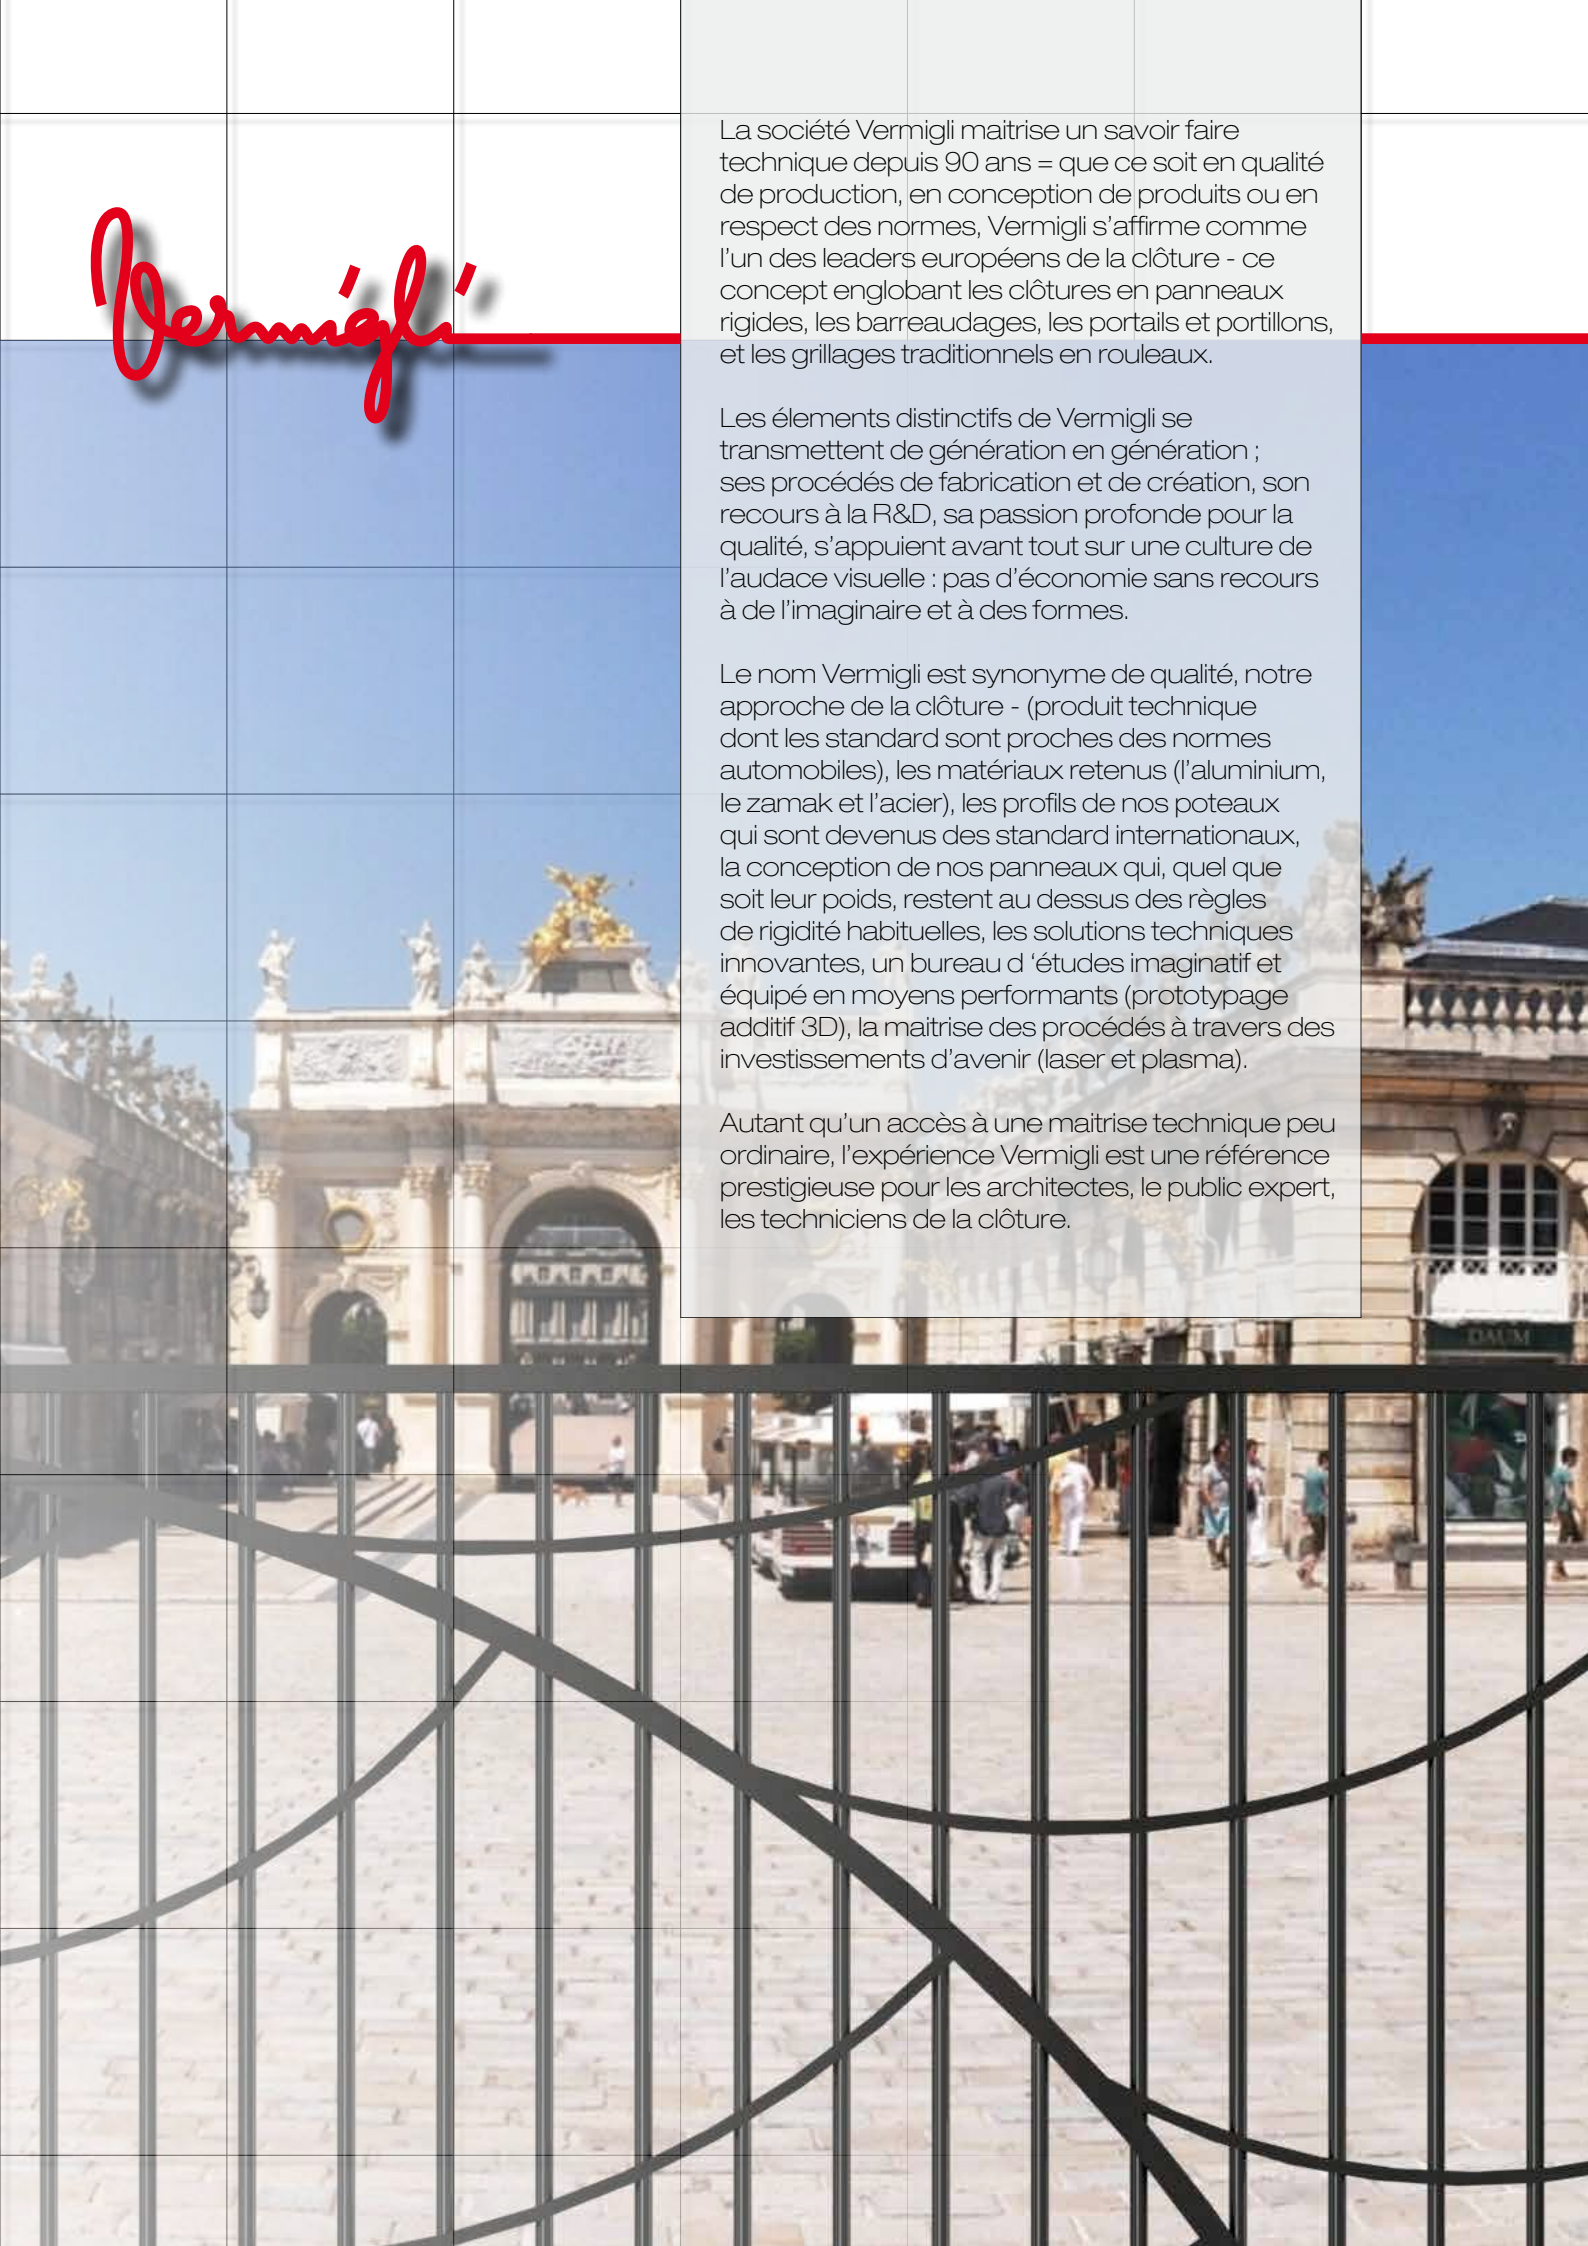 Vermigli
La société Vermigli maitrise un savoir faire
technique depuis 90 ans = que ce soit en qualité
de production, en conception de produits ou en
respect des normes, Vermigli s'affirme comme
l'un des leaders européens de la clôture - ce
concept englobant les clôtures en panneaux
rigides, les barreaudages, les portails et portillons,
et les grillages traditionnels en rouleaux.
Les élements distinctifs de Vermigli se
transmettent de génération en génération ;
ses procédés de fabrication et de création, son
recours à la R&D, sa passion profonde pour la
qualité, s'appuient avant tout sur une culture de
l'audace visuelle : pas d'économie sans recours
à de l'imaginaire et à des formes.
Le nom Vermigli est synonyme de qualité, notre
approche de la clôture - (produit technique
dont les standard sont proches des normes
automobiles), les matériaux retenus (l'aluminium,
le zamak et l'acier), les profils de nos poteaux
qui sont devenus des standard internationaux,
la conception de nos panneaux qui, quel que
soit leur poids, restent au dessus des règles
de rigidité habituelles, les solutions techniques
innovantes, un bureau d ‘études imaginatif et
équipé en moyens performants (prototypage
additif 3D), la maitrise des procédés à travers des
investissements d'avenir (laser et plasma).
Autant qu'un accès à une maitrise technique peu
ordinaire, l'expérience Vermigli est une référence
prestigieuse pour les architectes, le public expert,
les techniciens de la clôture.
DAUM